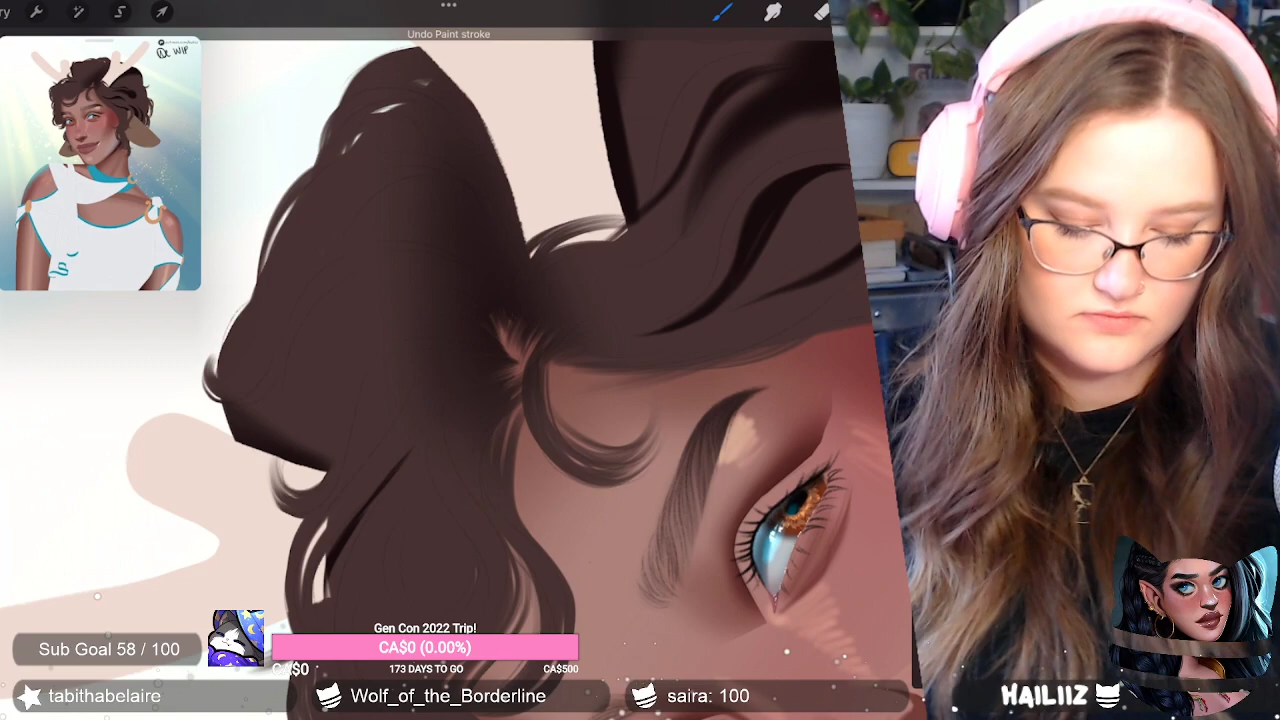 ry
Undo Paint stroke
WIP
Gen Con 2022 Trip!
Sub Goal 58 / 100
CA$0 (0.00%)
CA$0
173 DAYS TO GO
CA$500
tabithabelaire
Wolf_of_the_Borderline
saira: 100
HAILIIZ